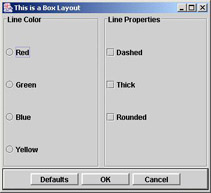 This is a Box Layout
Line Color
Line Properties
Red
Dashed
Green
Thick
Blue
Rounded
Yellow
Defaults
OK
Cancel